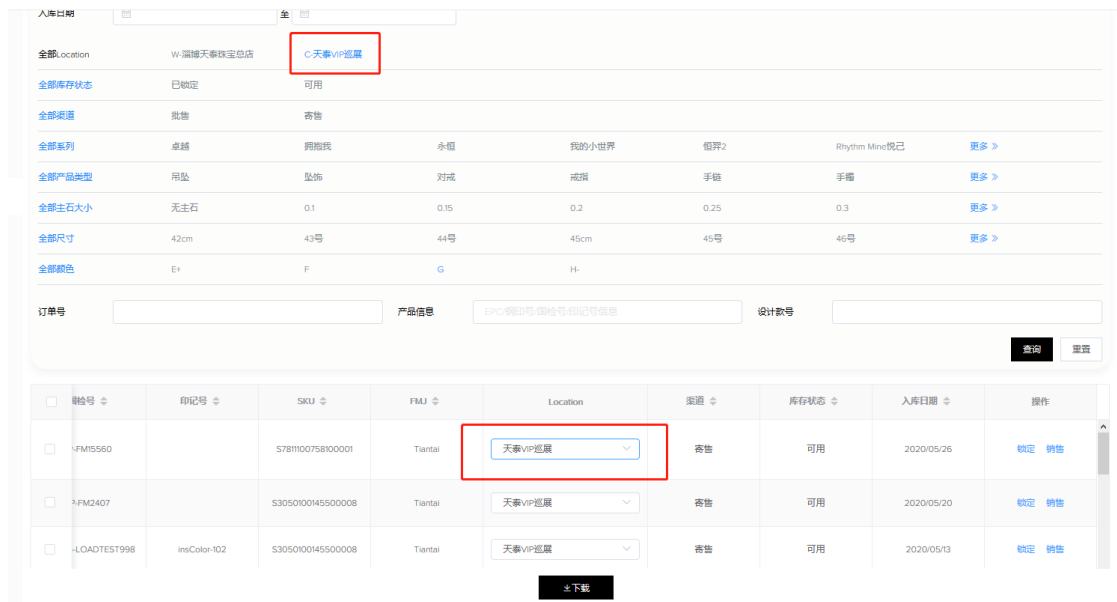 入库日期 至
全部Location W-淄博天泰珠宝总店 C-天泰VIP巡展
全部库存状态 已锁定 可用
全部渠道 批售 寄售
全部系列 卓越 拥抱我 永恒 我的小世界 恒羿2 Rhythm Mine悦己 更多 》
全部产品类型 吊坠 坠饰 对戒 戒指 手链 手镯 更多 》
全部主石大小 无主石 0.1 0.15 0.2 0.25 0.3 更多 》
全部尺寸 42cm 43号 44号 45cm 45号 46号 更多 》
全部颜色 E+ F G H-
订单号 产品信息 EPC/钢印号/国检号/印记号信息 设计款号
查询 重置
检号 印记号 SKU FMJ Location 渠道 库存状态 入库日期 操作
-FM15560 S7811100758100001 Tiantai 天泰VIP巡展 寄售 可用 2020/05/26 锁定 销售
P-FM2407 S3050100145500008 Tiantai 天泰VIP巡展 寄售 可用 2020/05/20 锁定 销售
-LOADTEST998 insColor-102 S3050100145500008 Tiantai 天泰VIP巡展 寄售 可用 2020/05/13 锁定 销售
下载